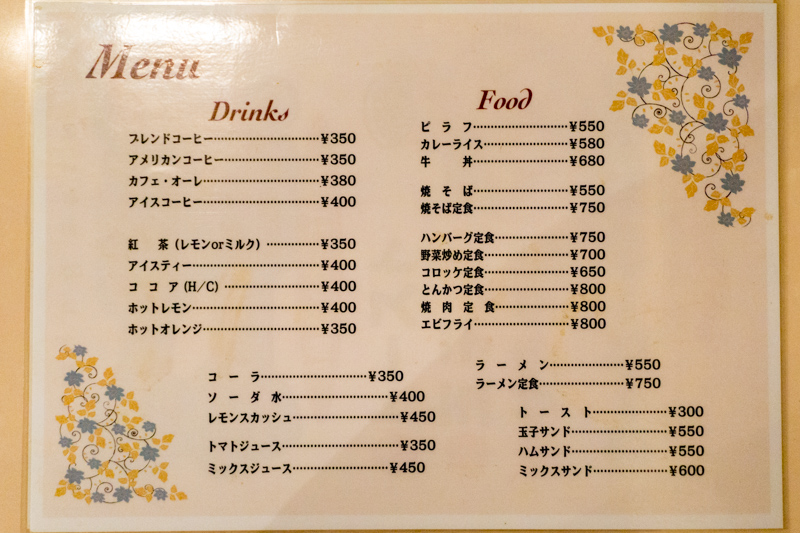 Menu
Drinks
ブレンドコーヒー…………………¥350
アメリカンコーヒー………………¥350
カフェ・オーレ……………………¥380
アイスコーヒー……………………¥400
紅　茶（レモンorミルク）…………¥350
アイスティー………………………¥400
コ コ ア（H／C）…………………¥400
ホットレモン………………………¥400
ホットオレンジ……………………¥350
コ ー ラ……………………¥350
ソ ー ダ 水……………………¥400
レモンスカッシュ……………………¥450
トマトジュース……………………¥350
ミックスジュース…………………¥450
Food
ピ ラ フ…………………¥550
カレーライス………………¥580
牛　　丼…………………¥680
焼 そ ば…………………¥550
焼そば定食…………………¥750
ハンバーグ定食……………¥750
野菜炒め定食………………¥700
コロッケ定食………………¥650
とんかつ定食………………¥800
焼 肉 定 食………………¥800
エビフライ…………………¥800
ラ ー メ ン………………¥550
ラーメン定食………………¥750
ト ー ス ト………………¥300
玉子サンド…………………¥550
ハムサンド…………………¥550
ミックスサンド……………¥600